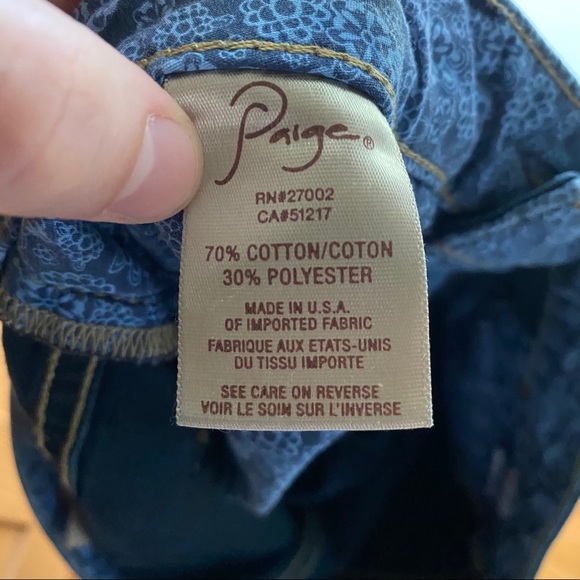 Paige®
RN#27002
CA#51217
70% COTTON/COTON
30% POLYESTER
MADE IN U.S.A.
OF IMPORTED FABRIC
FABRIQUE AUX ETATS-UNIS
DU TISSU IMPORTE
SEE CARE ON REVERSE
VOIR LE SOIN SUR L'INVERSE